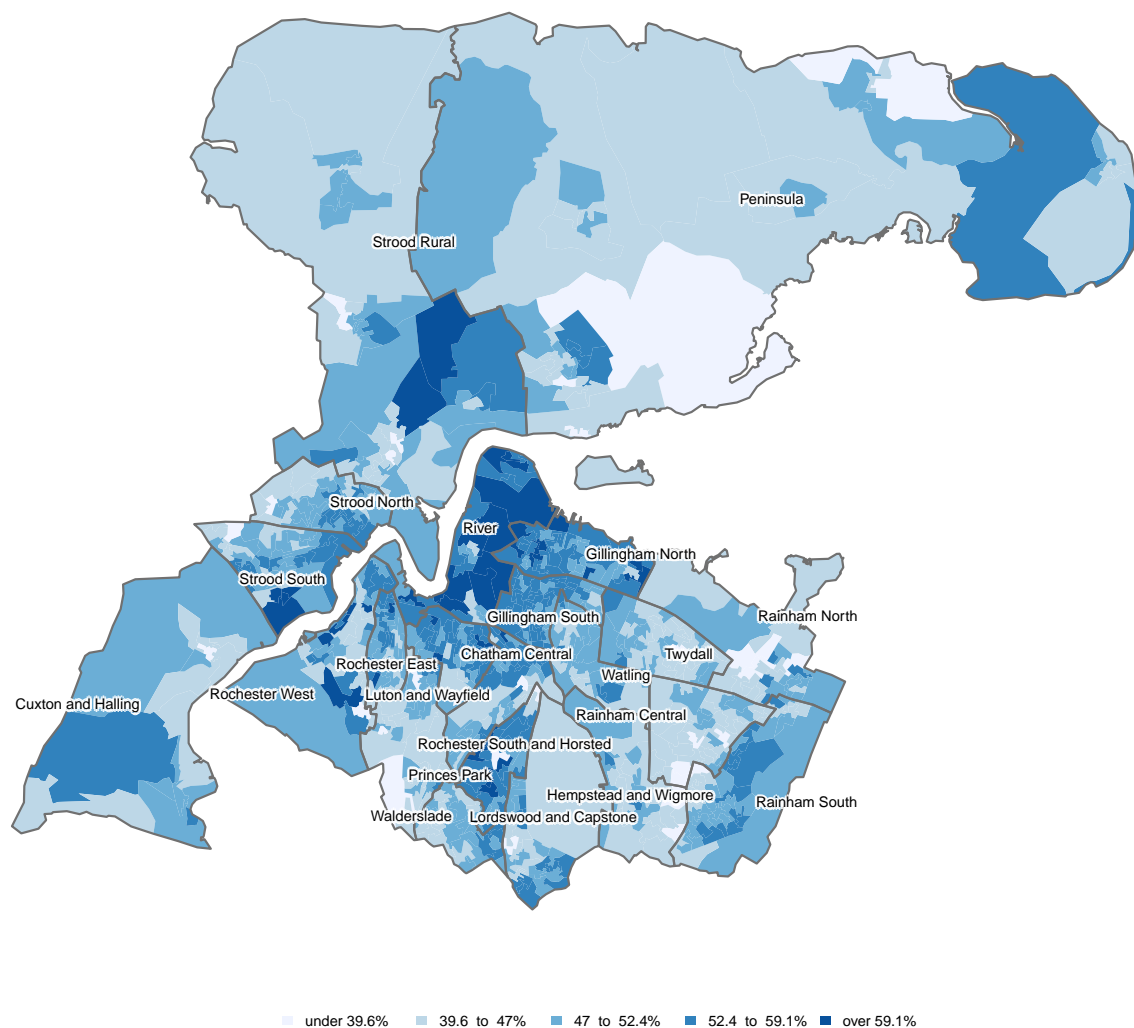 Peninsula
Strood Rural
Strood North
River
Gillingham North
Strood South
Gillingham South
Rainham North
Chatham Central
Twydall
Rochester East
Watling
Rochester West
Luton and Wayfield
Cuxton and Halling
Rainham Central
Rochester South and Horsted
Princes Park
Hempstead and Wigmore
Rainham South
Walderslade
Lordswood and Capstone
under 39.6% 39.6 to 47% 47 to 52.4% 52.4 to 59.1% over 59.1%